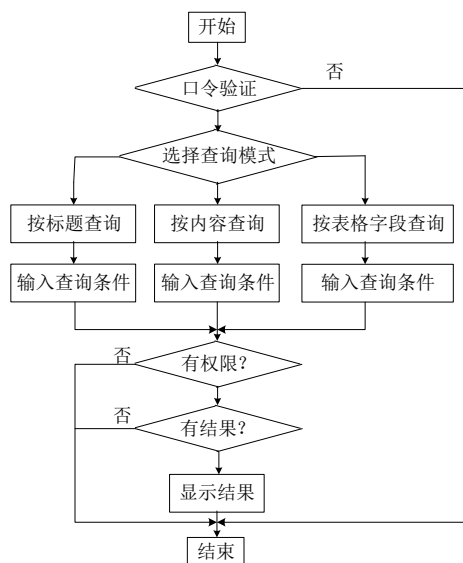 开始
否
口令验证
选择查询模式
按标题查询
按内容查询
按表格字段查询
输入查询条件
输入查询条件
输入查询条件
否
有权限?
否
有结果?
显示结果
结束